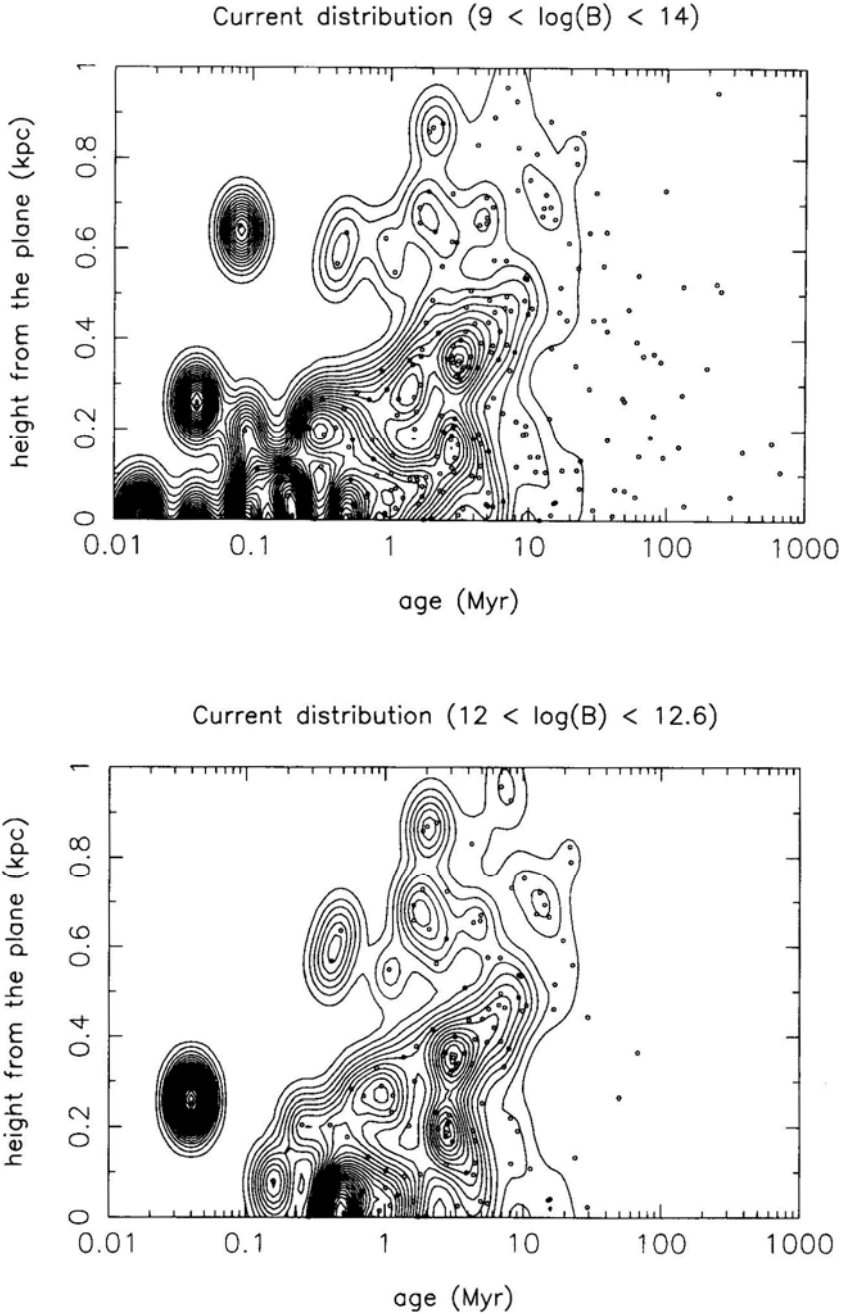 Current distribution (9 < log(B) < 14)
height from the plane (kpc)
1
0.8
0.6
0.4
0.2
0
0.01 0.1 1 10 100 1000
age (Myr)
Current distribution (12 < log(B) < 12.6)
height from the plane (kpc)
1
0.8
0.6
0.4
0.2
0
0.01 0.1 1 10 100 1000
age (Myr)